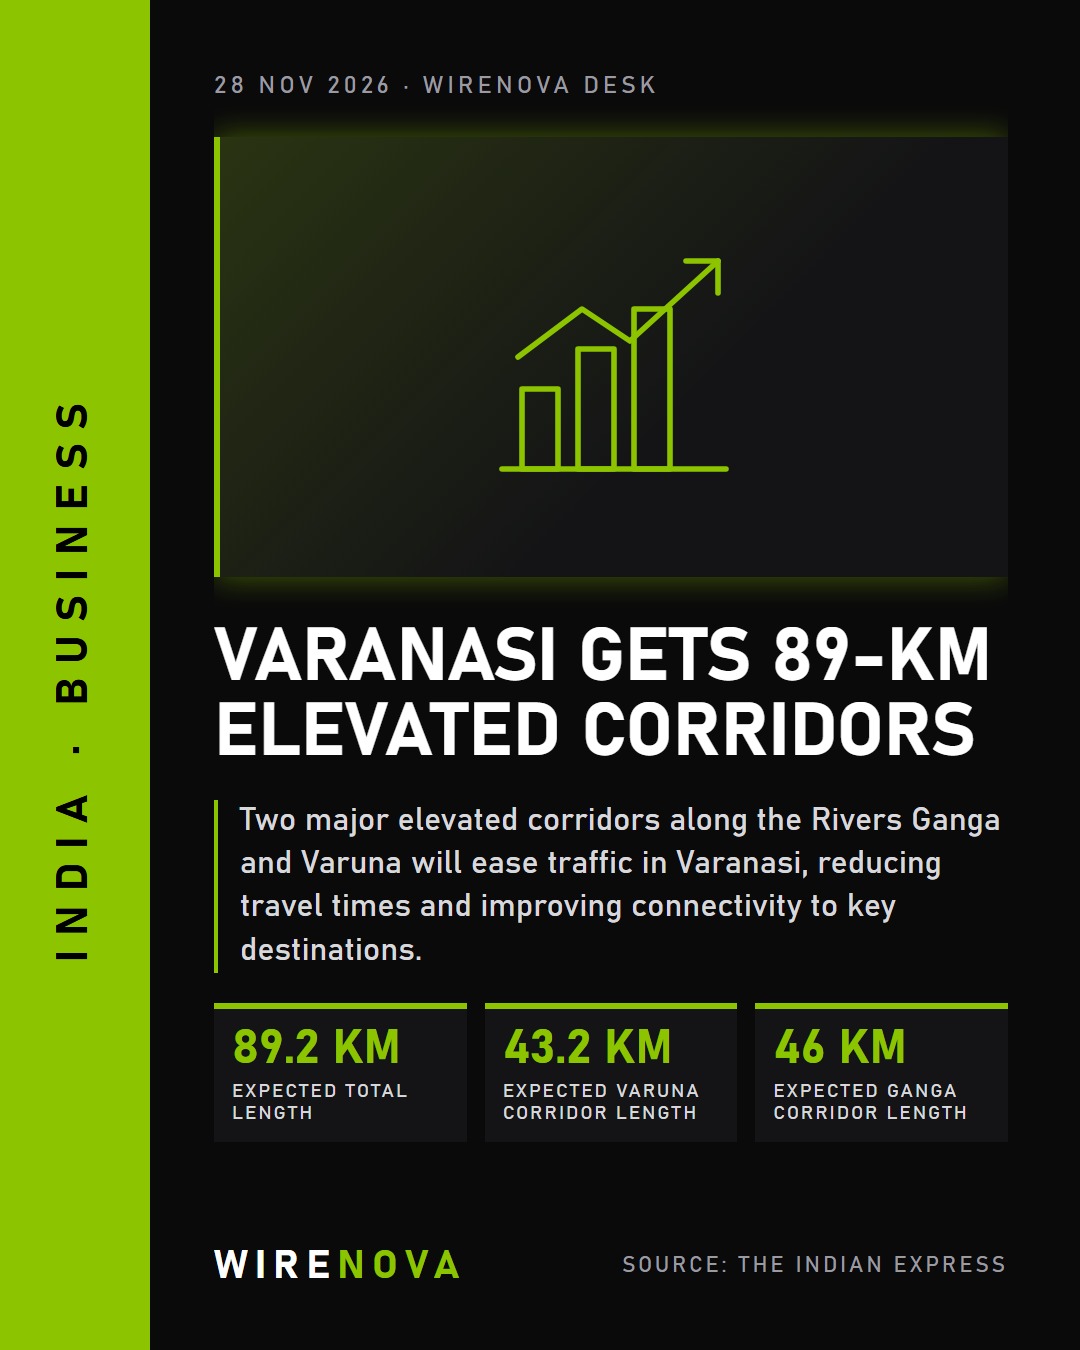 INDIA · BUSINESS
28 NOV 2026 · WIRENOVA DESK
VARANASI GETS 89-KM
ELEVATED CORRIDORS
Two major elevated corridors along the Rivers Ganga
and Varuna will ease traffic in Varanasi, reducing
travel times and improving connectivity to key
destinations.
89.2 KM
EXPECTED TOTAL
LENGTH
43.2 KM
EXPECTED VARUNA
CORRIDOR LENGTH
46 KM
EXPECTED GANGA
CORRIDOR LENGTH
WIRENOVA
SOURCE: THE INDIAN EXPRESS